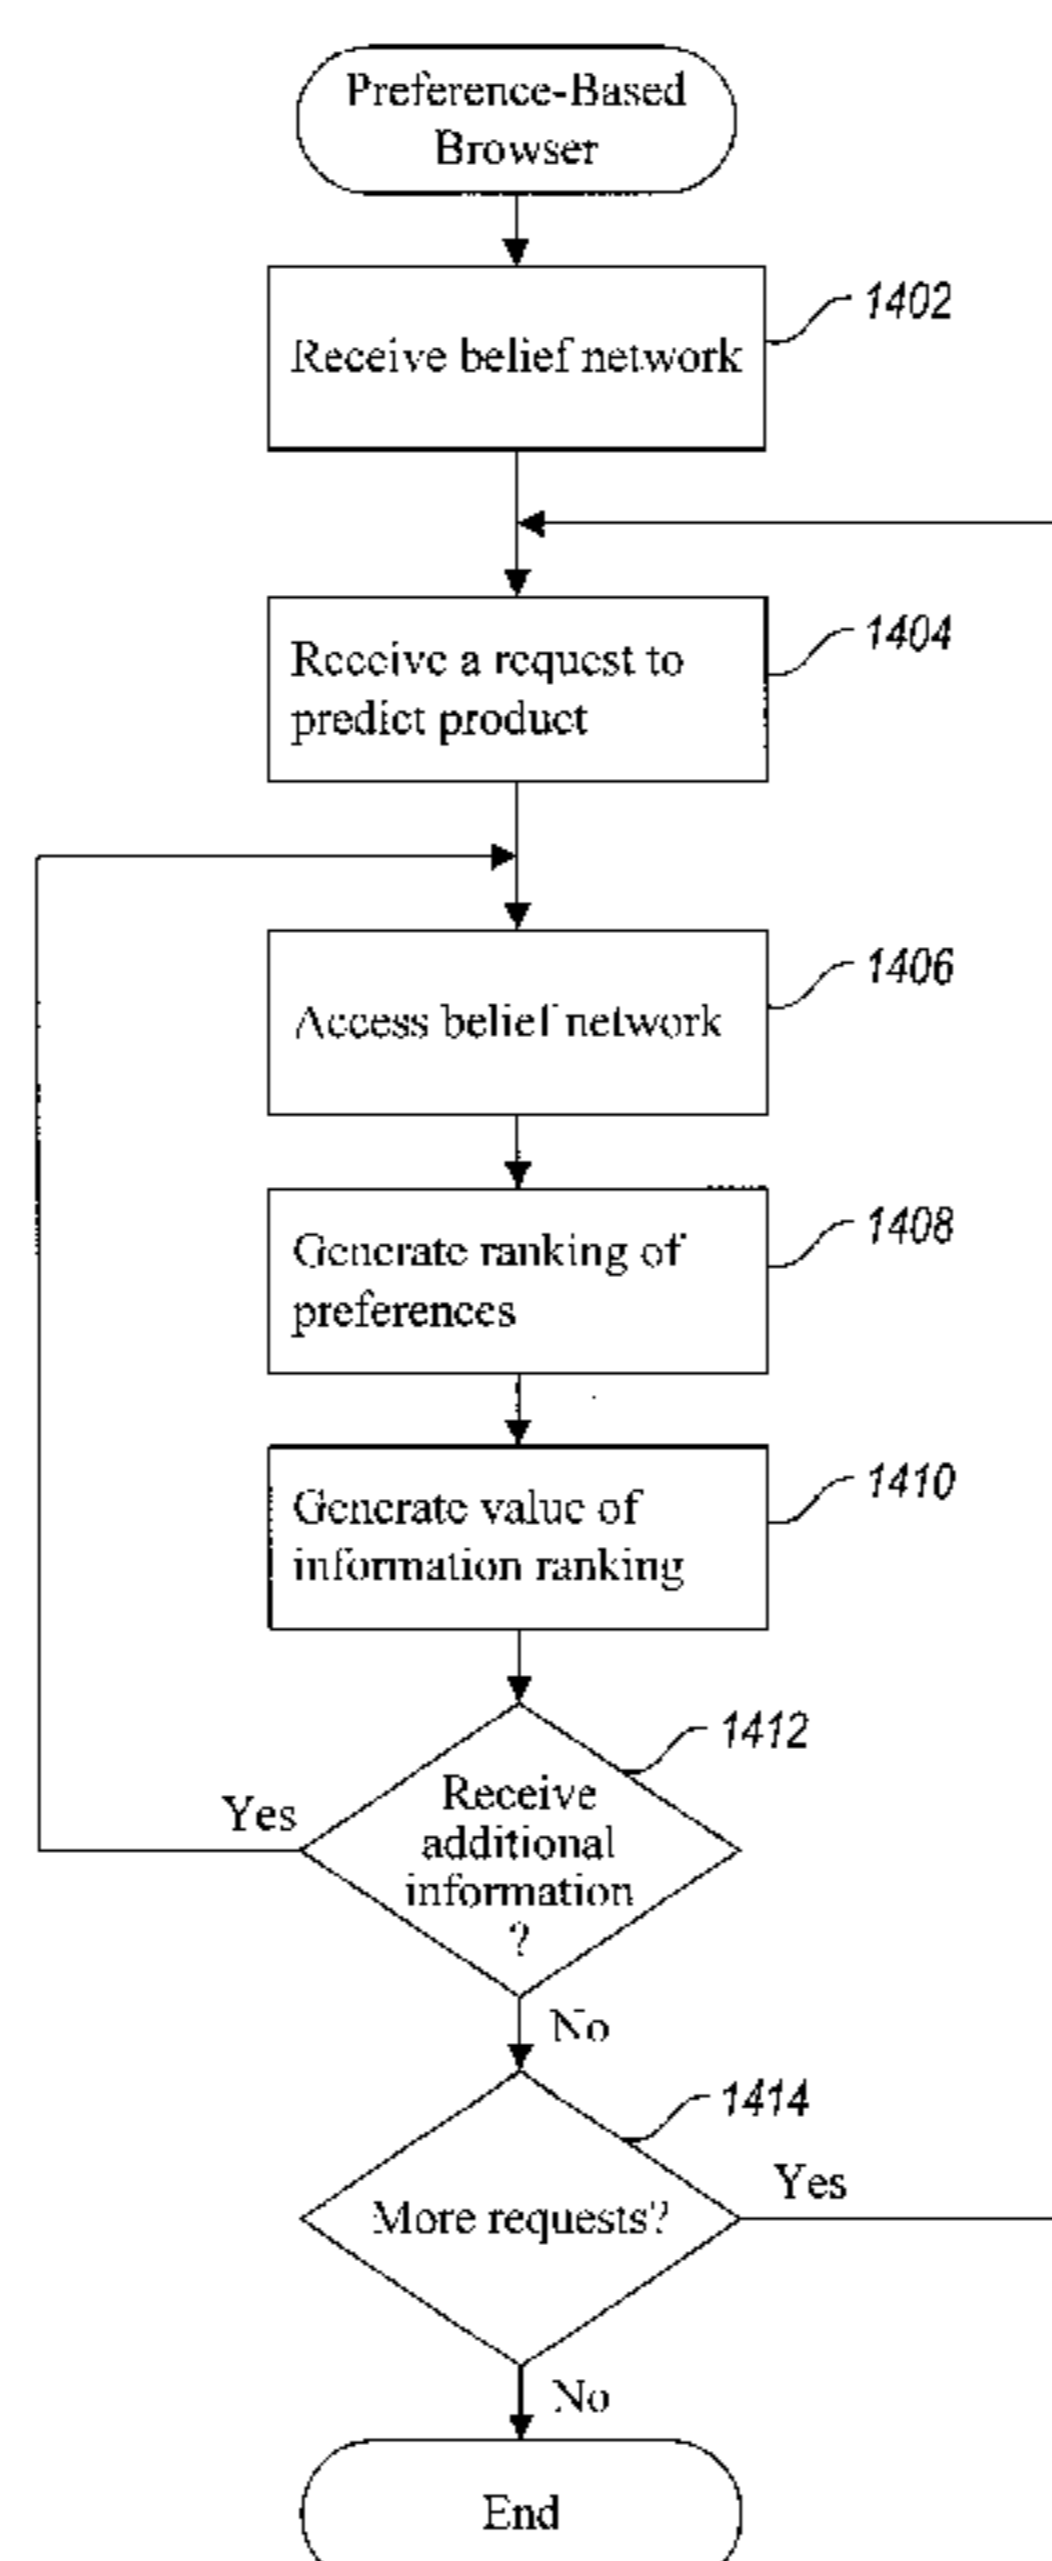 Preference-Based
Browser
Receive belief network
1402
Receive a request to
predict product
1404
Access belief network
1406
Generate ranking of
preferences
1408
Generate value of
information ranking
1410
Receive
additional
information
?
1412
Yes
No
More requests?
1414
Yes
No
End